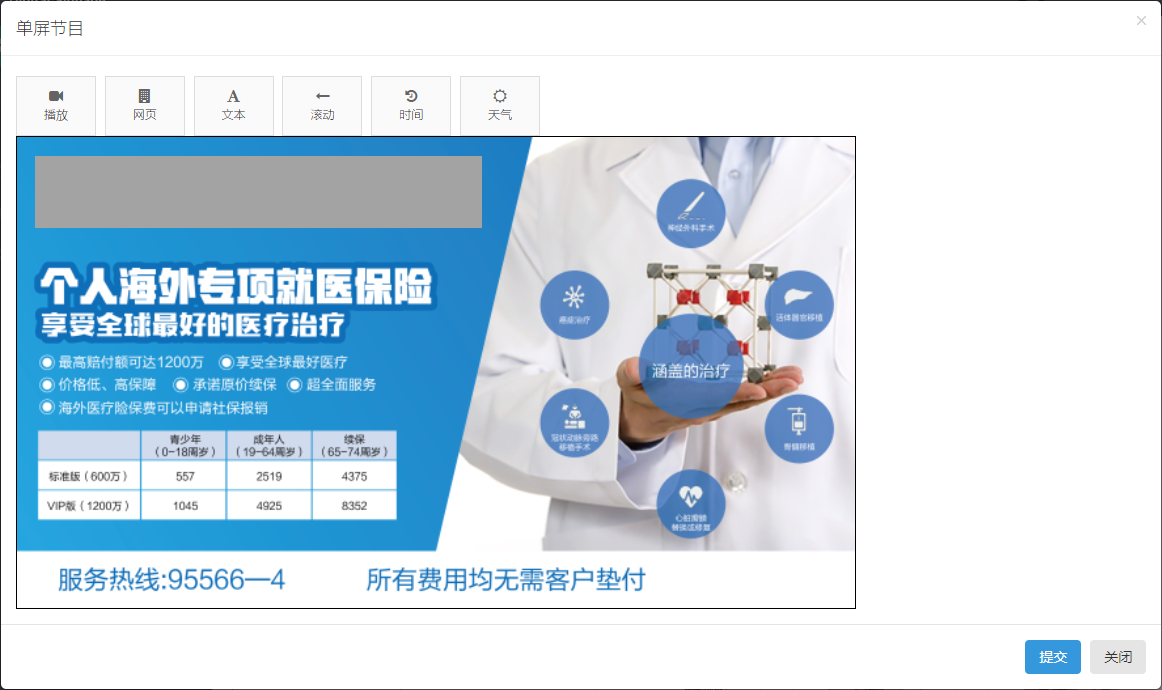 单屏节目
×
播放
网页
文本
滚动
时间
天气
个人海外专项就医保险
享受全球最好的医疗治疗
最高赔付额可达1200万 享受全球最好医疗
价格低、高保障 承诺原价续保 超全面服务
海外医疗险保费可以申请社保报销
青少年 成年人 续保
(0-18周岁) (19-64周岁) (65-74周岁)
标准版(600万) 557 2519 4375
VIP版(1200万) 1045 4925 8352
神经外科手术
癌症治疗
活体器官移植
涵盖的治疗
冠状动脉旁路
移植手术
骨髓移植
心脏瓣膜
替换或修复
服务热线:95566—4 所有费用均无需客户垫付
提交 关闭